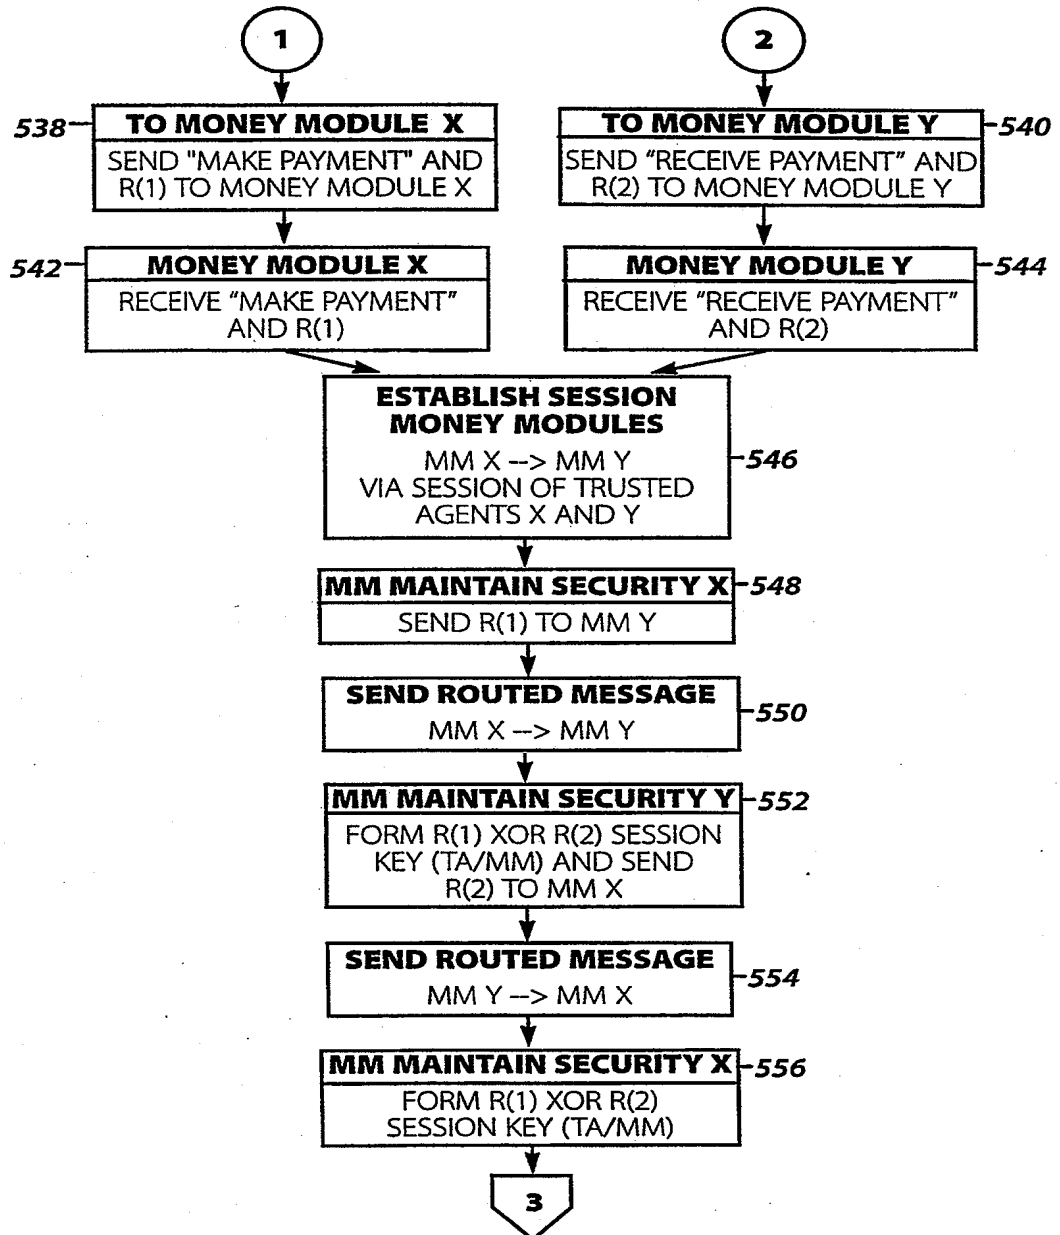 1
2
538
TO MONEY MODULE X
SEND "MAKE PAYMENT" AND
R(1) TO MONEY MODULE X
TO MONEY MODULE Y
540
SEND “RECEIVE PAYMENT” AND
R(2) TO MONEY MODULE Y
542
MONEY MODULE X
RECEIVE “MAKE PAYMENT”
AND R(1)
MONEY MODULE Y
544
RECEIVE “RECEIVE PAYMENT”
AND R(2)
ESTABLISH SESSION
MONEY MODULES
MM X --> MM Y
VIA SESSION OF TRUSTED
AGENTS X AND Y
546
MM MAINTAIN SECURITY X
548
SEND R(1) TO MM Y
SEND ROUTED MESSAGE
MM X --> MM Y
550
MM MAINTAIN SECURITY Y
552
FORM R(1) XOR R(2) SESSION
KEY (TA/MM) AND SEND
R(2) TO MM X
SEND ROUTED MESSAGE
MM Y --> MM X
554
MM MAINTAIN SECURITY X
556
FORM R(1) XOR R(2)
SESSION KEY (TA/MM)
3